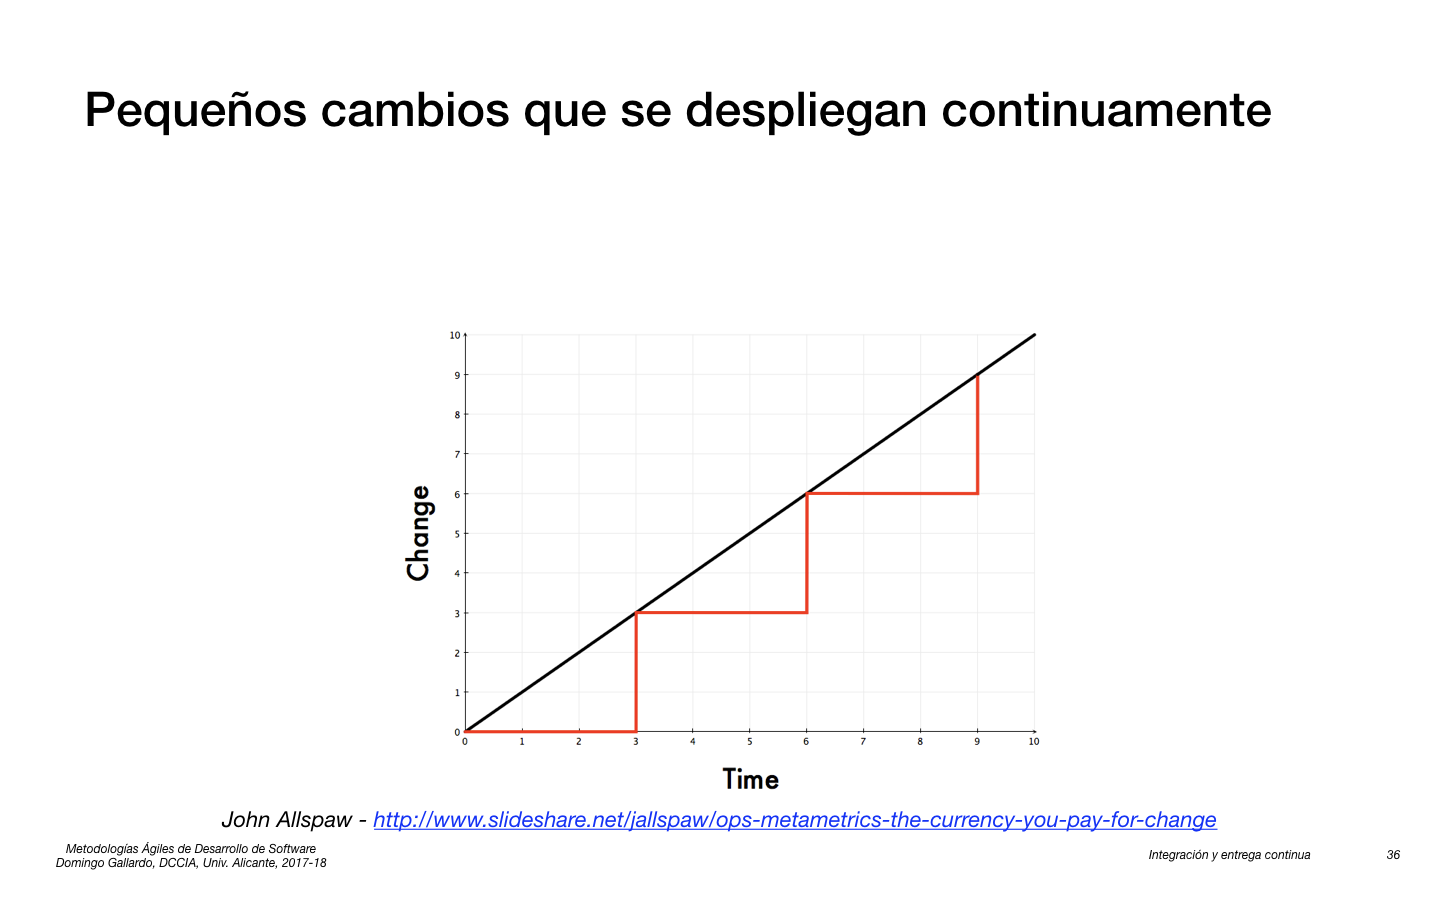 Pequeños cambios que se despliegan continuamente
10
9
8
7
6
5
4
3
2
1
0
Change
0 1 2 3 4 5 6 7 8 9 10
Time
John Allspaw - http://www.slideshare.net/jallspaw/ops-metametrics-the-currency-you-pay-for-change
Metodologías Ágiles de Desarrollo de Software
Domingo Gallardo, DCCIA, Univ. Alicante, 2017-18
Integración y entrega continua
36